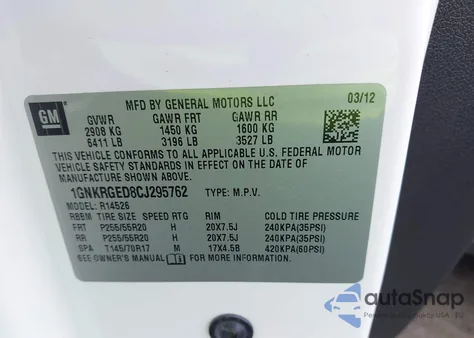 GM
MFD BY GENERAL MOTORS LLC 03/12
GVWR GAWR FRT GAWR RR
2908 KG 1450 KG 1600 KG
6411 LB 3196 LB 3527 LB
THIS VEHICLE CONFORMS TO ALL APPLICABLE U.S. FEDERAL MOTOR
VEHICLE SAFETY STANDARDS IN EFFECT ON THE DATE OF
MANUFACTURE SHOWN ABOVE.
1GNKRGED8CJ295762 TYPE: M.P.V.
MODEL: R14526
RBBM TIRE SIZE SPEED RTG RIM COLD TIRE PRESSURE
FRT P255/55R20 H 20X7.5J 240KPA(35PSI)
RR P255/55R20 H 20X7.5J 240KPA(35PSI)
SPA T145/70R17 M 17X4.5B 420KPA(60PSI)
SEE OWNER'S MANUAL FOR MORE INFORMATION.
autoSnap